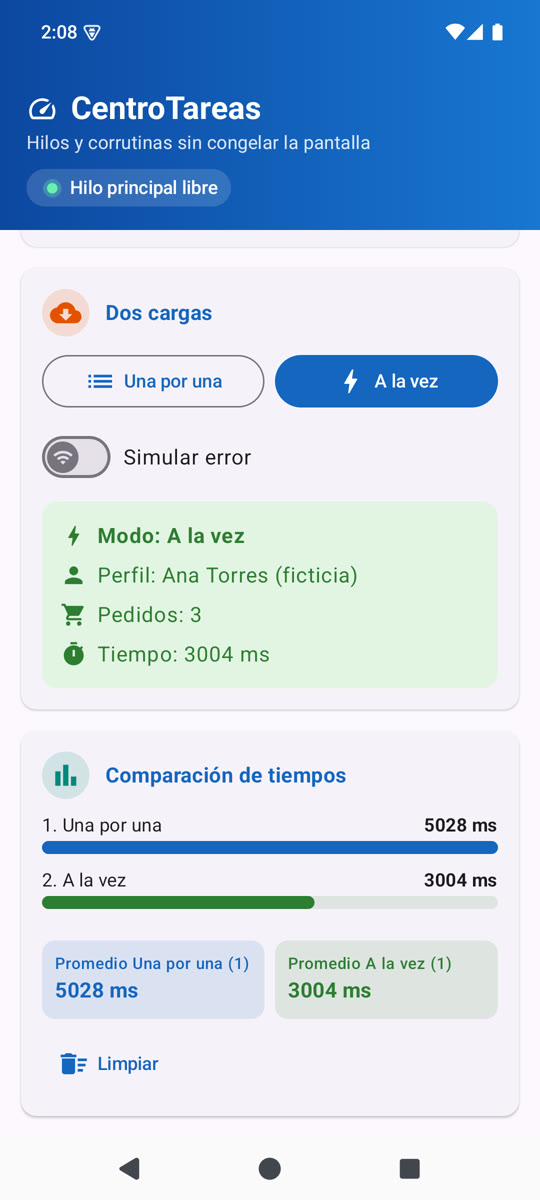 2:08
CentroTareas
Hilos y corrutinas sin congelar la pantalla
Hilo principal libre
Dos cargas
Una por una
A la vez
Simular error
Modo: A la vez
Perfil: Ana Torres (ficticia)
Pedidos: 3
Tiempo: 3004 ms
Comparación de tiempos
1. Una por una 5028 ms
2. A la vez 3004 ms
Promedio Una por una (1)
5028 ms
Promedio A la vez (1)
3004 ms
Limpiar